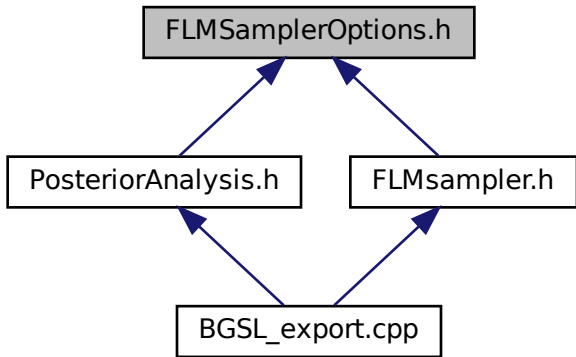 FLMSamplerOptions.h
PosteriorAnalysis.h
FLMsampler.h
BGSL_export.cpp